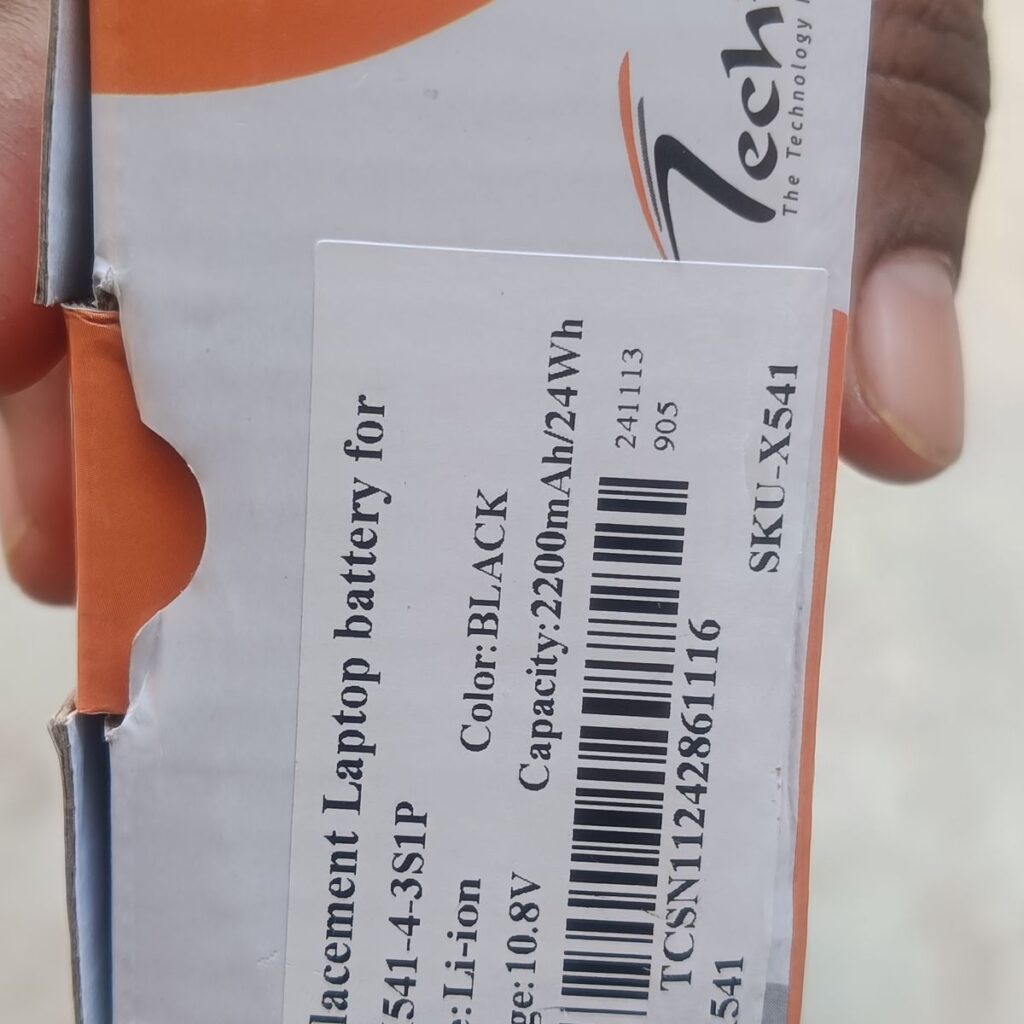 Tech
The Technology
lacement Laptop battery for
541-4-3S1P
e:Li-ion Color:BLACK
ge:10.8V Capacity:2200mAh/24Wh
241113
905
TCSN11242861116
541 SKU-X541